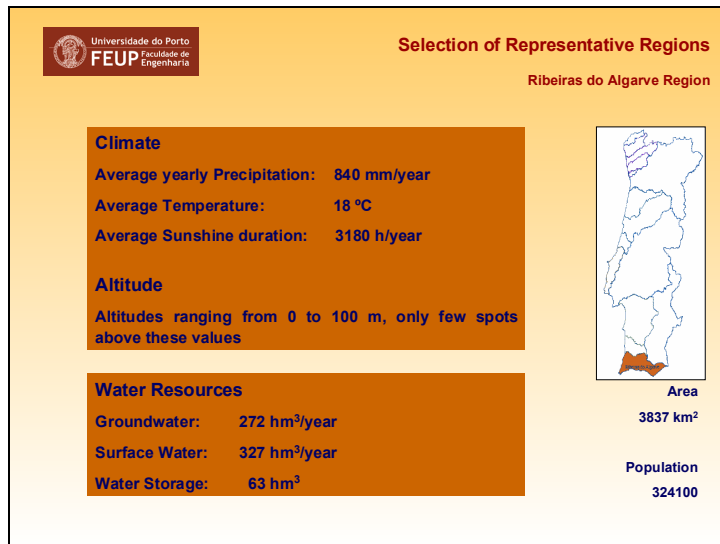 Universidade do Porto
FEUP Faculdade de Engenharia
Selection of Representative Regions
Ribeiras do Algarve Region
Climate
Average yearly Precipitation: 840 mm/year
Average Temperature: 18 ºC
Average Sunshine duration: 3180 h/year
Altitude
Altitudes ranging from 0 to 100 m, only few spots
above these values
Water Resources
Groundwater: 272 hm³/year
Surface Water: 327 hm³/year
Water Storage: 63 hm³
Area
3837 km²
Population
324100